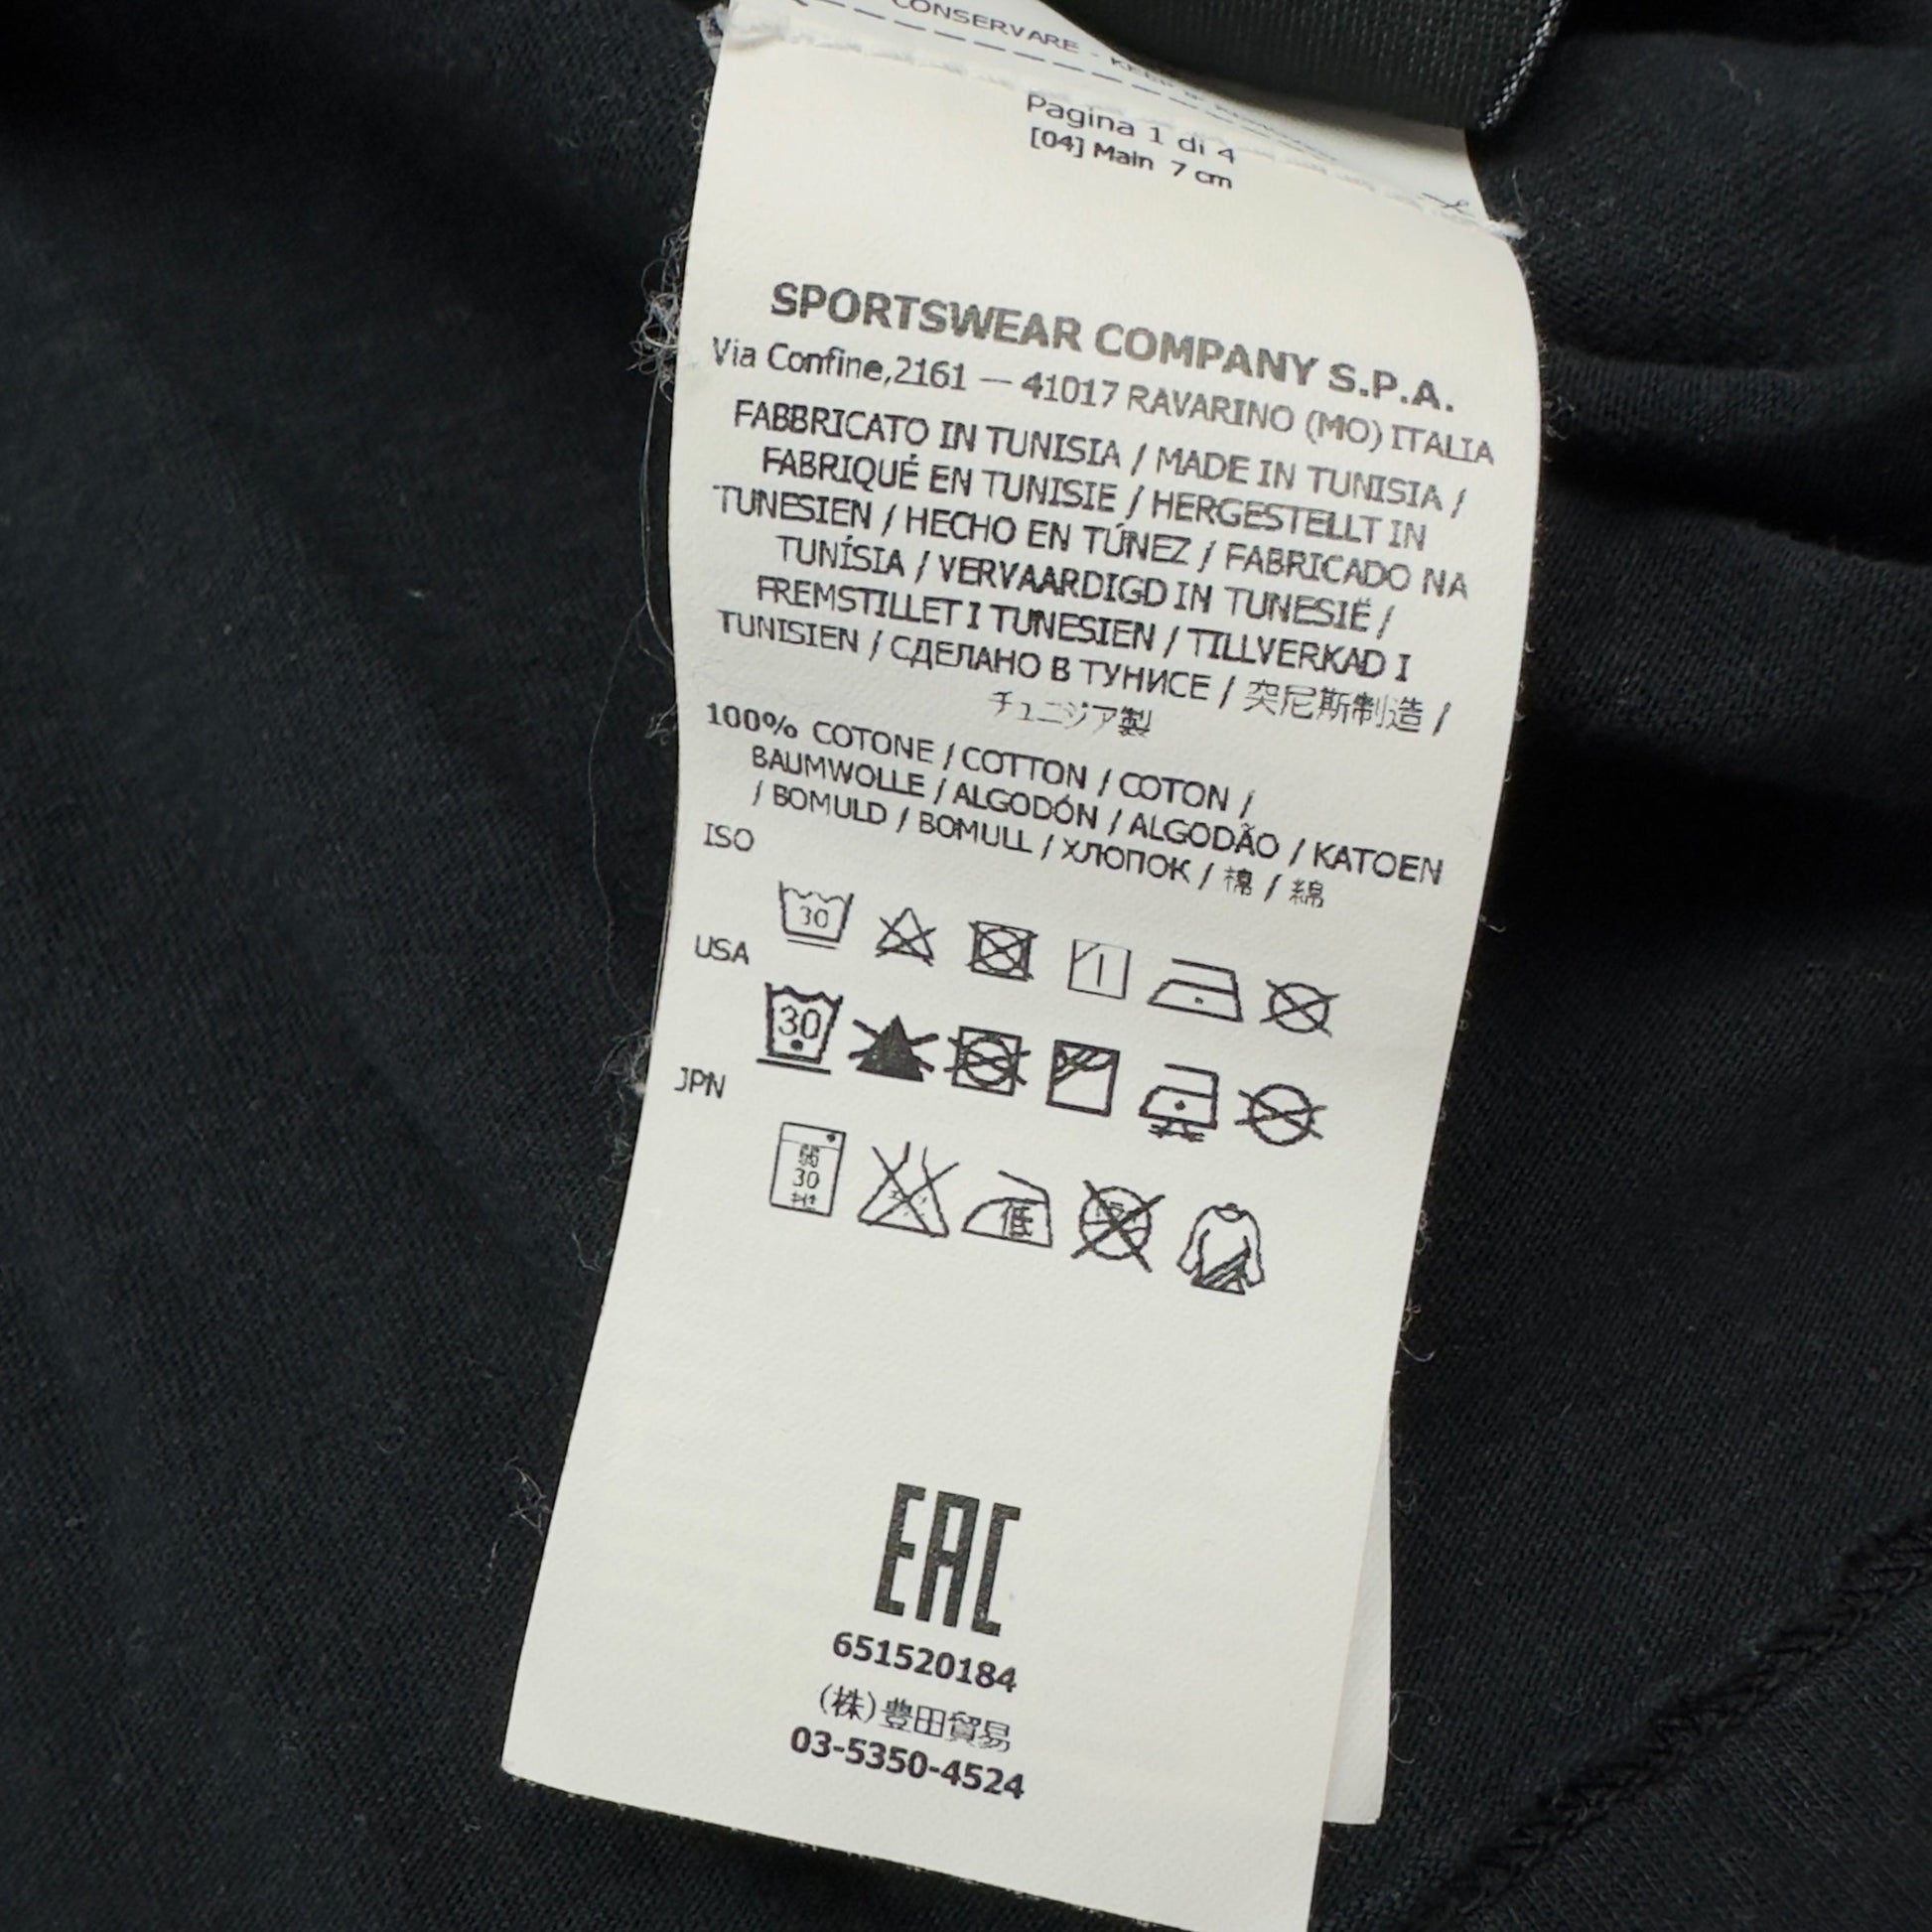 CONSERVARE -
Pagina 1 di 4
[04] Main 7 cm
SPORTSWEAR COMPANY S.P.A.
Via Confine,2161 — 41017 RAVARINO (MO) ITALIA
FABBRICATO IN TUNISIA / MADE IN TUNISIA /
FABRIQUÉ EN TUNISIE / HERGESTELLT IN
TUNESIEN / HECHO EN TÚNEZ / FABRICADO NA
TUNÍSIA / VERVAARDIGD IN TUNESIË /
FREMSTILLET I TUNESIEN / TILLVERKAD I
TUNISIEN / СДЕЛАНО В ТУНИСЕ / 突尼斯制造 /
チュニジア製
100% COTONE / COTTON / COTON /
BAUMWOLLE / ALGODÓN / ALGODÃO / KATOEN
/ BOMULD / BOMULL / ХЛОПОК / 棉 / 綿
ISO
30
USA
30
JPN
30
低
EAC
651520184
(株)豊田貿易
03-5350-4524